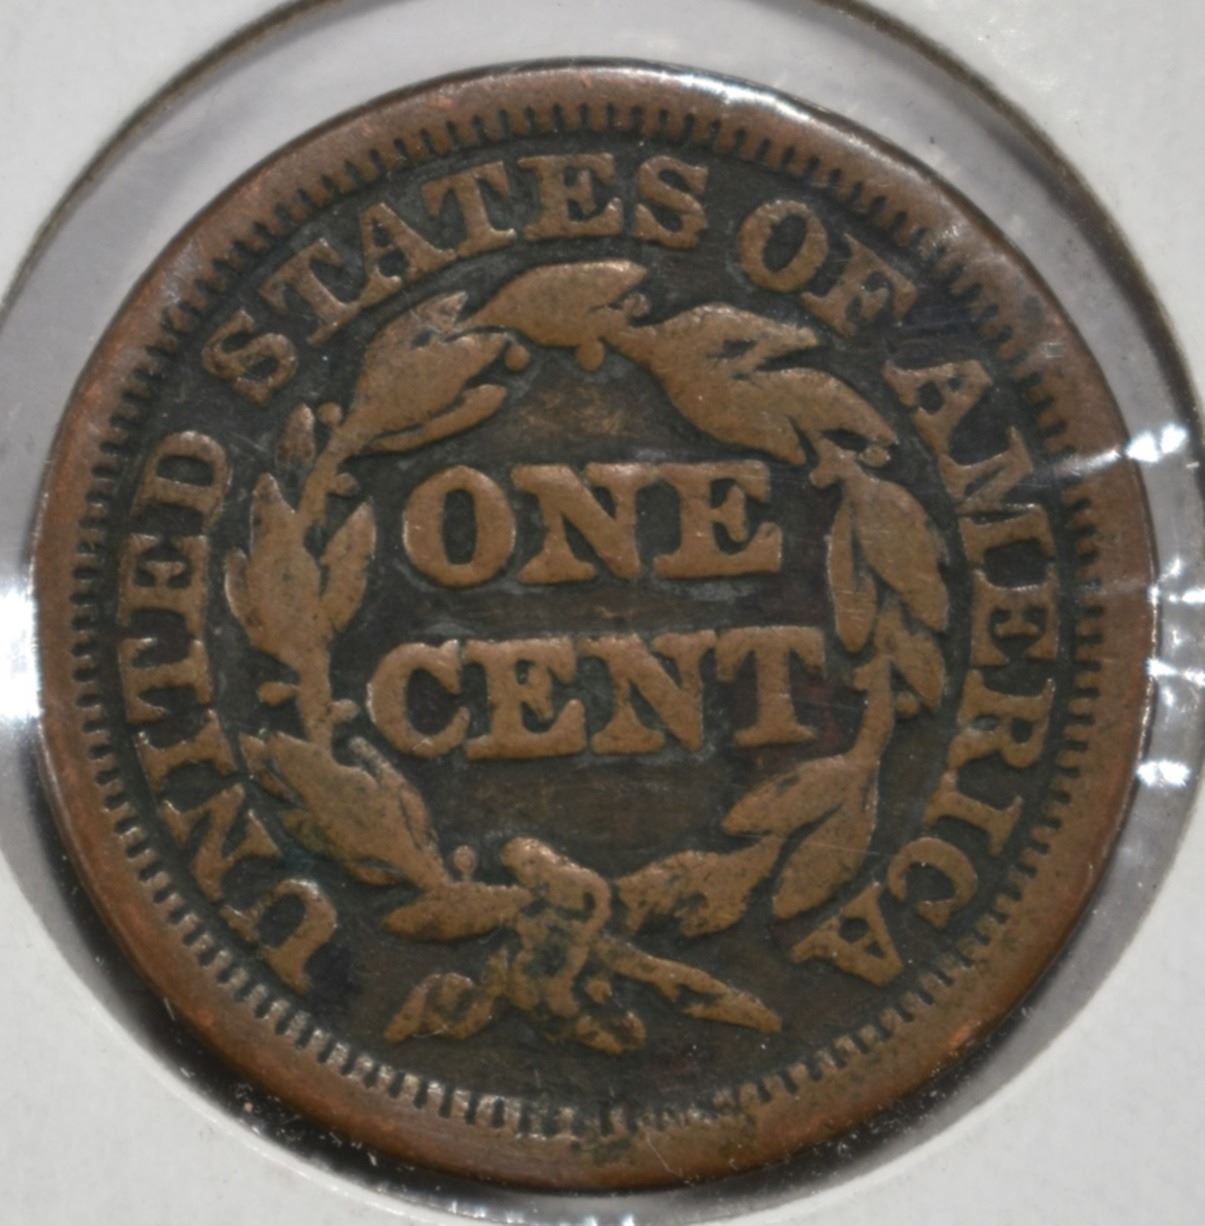 UNITED STATES OF AMERICA
ONE
CENT